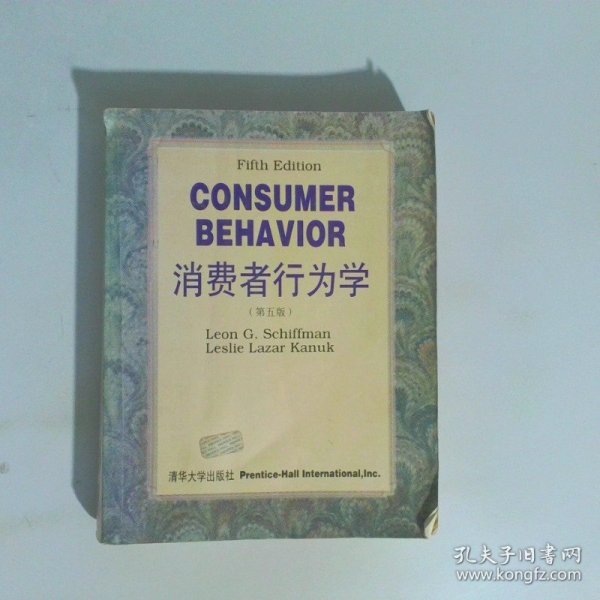 Fifth Edition
CONSUMER
BEHAVIOR
消费者行为学
(第五版)
Leon G. Schiffman
Leslie Lazar Kanuk
清华大学出版社 Prentice-Hall International,Inc.
孔夫子旧书网
www.kongfz.com